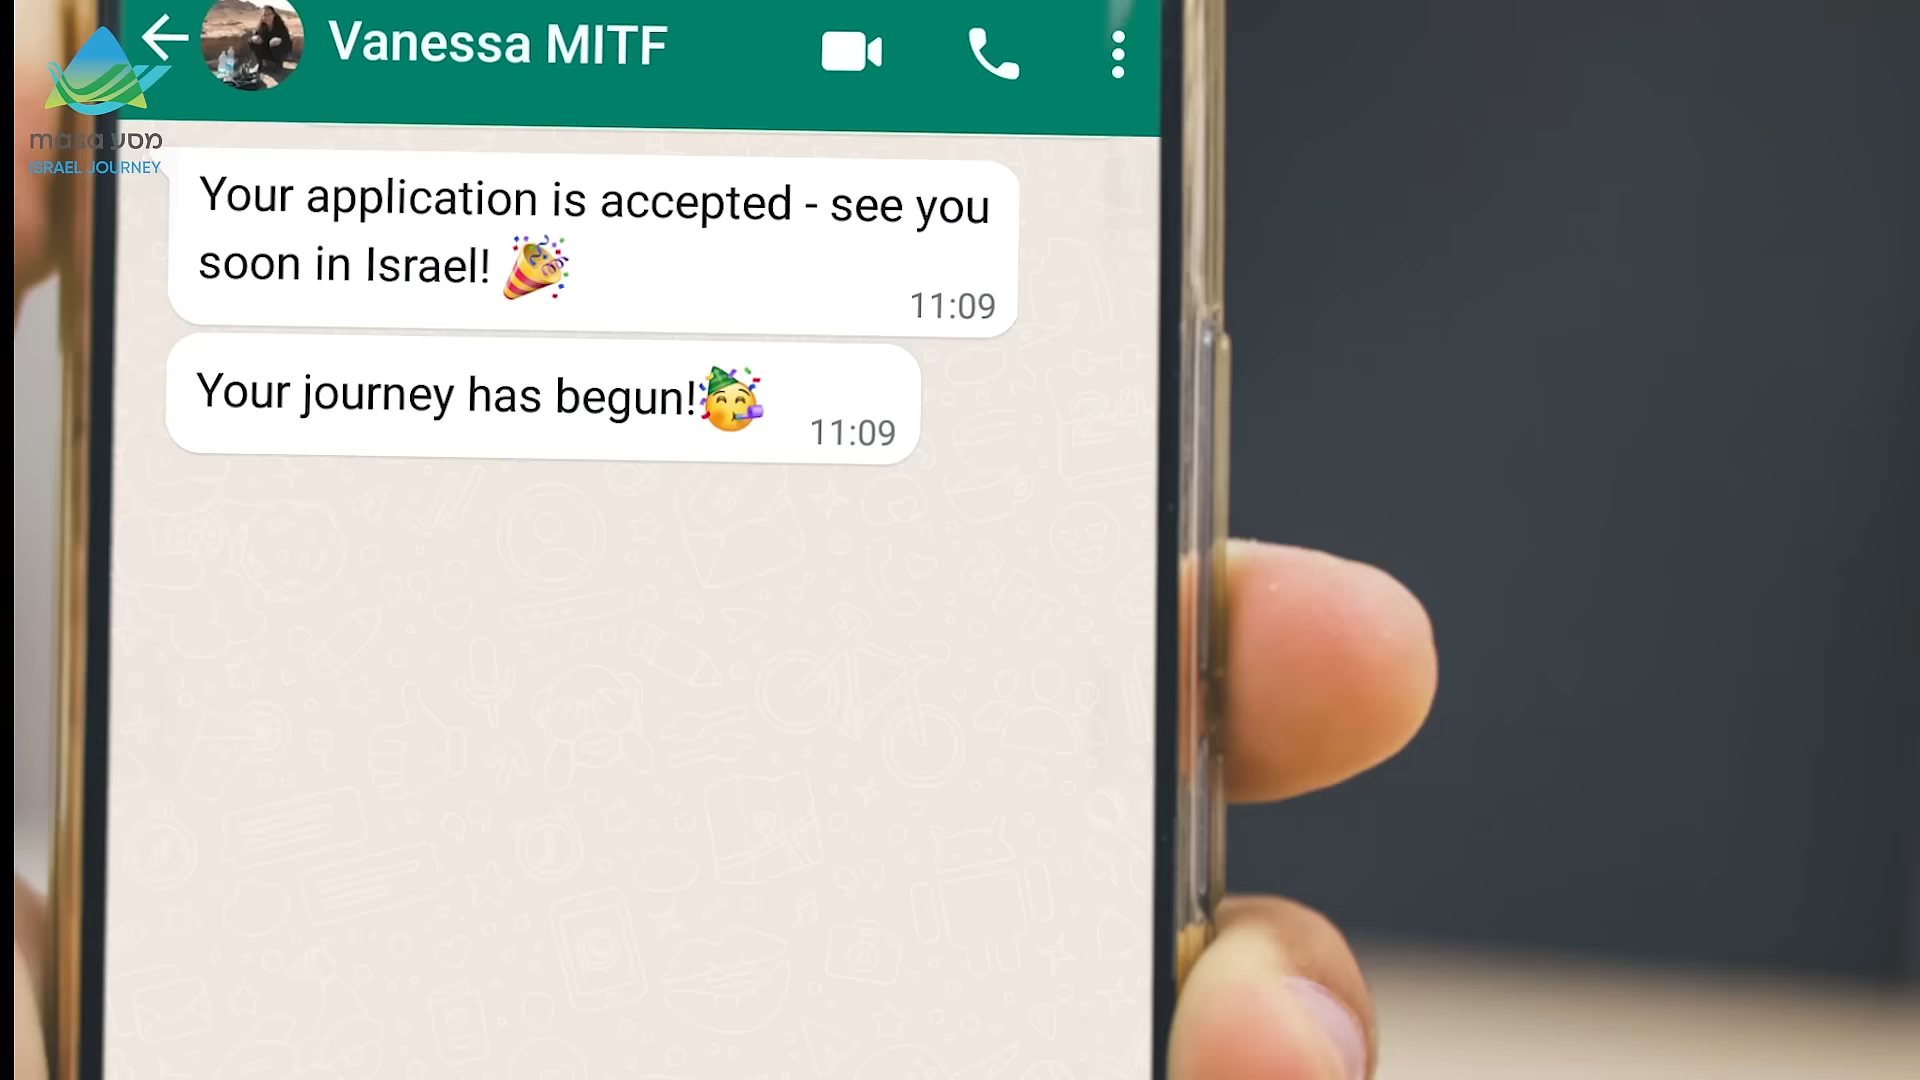 Vanessa MITF
masa מסע
ISRAEL JOURNEY
Your application is accepted - see you
soon in Israel! 🎉
11:09
Your journey has begun!🥳
11:09